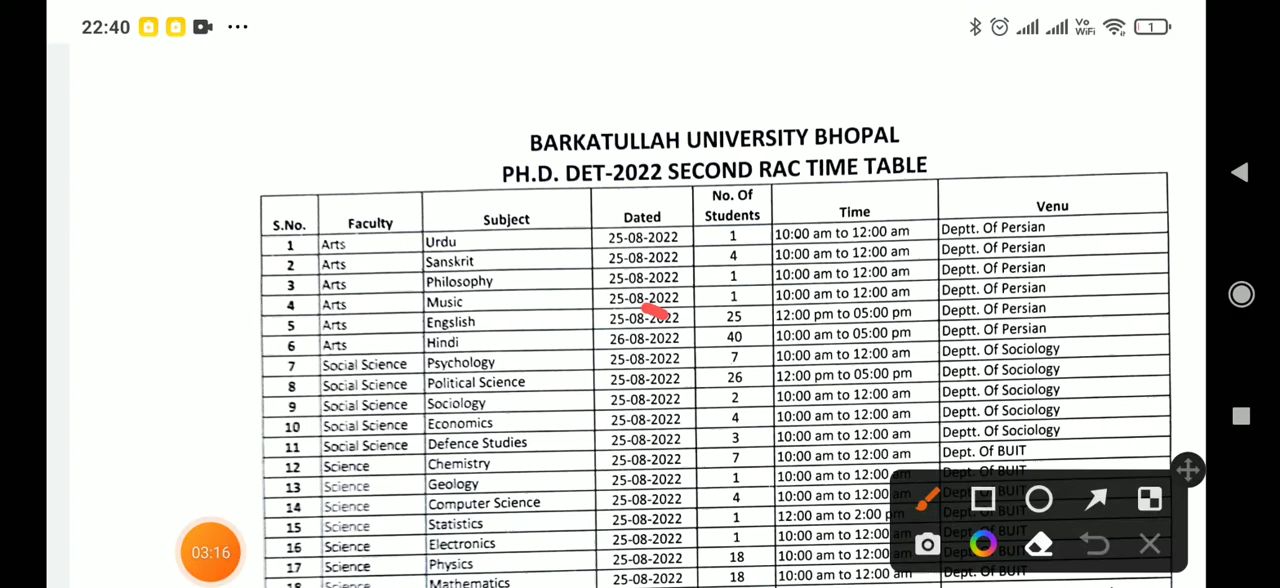 22:40 Vo WiFi 1
BARKATULLAH UNIVERSITY BHOPAL
PH.D. DET-2022 SECOND RAC TIME TABLE
S.No. Faculty Subject Dated No. Of Students Time Venu
1 Arts Urdu 25-08-2022 1 10:00 am to 12:00 am Deptt. Of Persian
2 Arts Sanskrit 25-08-2022 4 10:00 am to 12:00 am Deptt. Of Persian
3 Arts Philosophy 25-08-2022 1 10:00 am to 12:00 am Deptt. Of Persian
4 Arts Music 25-08-2022 1 10:00 am to 12:00 am Deptt. Of Persian
5 Arts Engslish 25-08-2022 25 12:00 pm to 05:00 pm Deptt. Of Persian
6 Arts Hindi 26-08-2022 40 10:00 am to 05:00 pm Deptt. Of Persian
7 Social Science Psychology 25-08-2022 7 10:00 am to 12:00 am Deptt. Of Sociology
8 Social Science Political Science 25-08-2022 26 12:00 pm to 05:00 pm Deptt. Of Sociology
9 Social Science Sociology 25-08-2022 2 10:00 am to 12:00 am Deptt. Of Sociology
10 Social Science Economics 25-08-2022 4 10:00 am to 12:00 am Deptt. Of Sociology
11 Social Science Defence Studies 25-08-2022 3 10:00 am to 12:00 am Deptt. Of Sociology
12 Science Chemistry 25-08-2022 7 10:00 am to 12:00 am Dept. Of BUIT
13 Science Geology 25-08-2022 1 10:00 am to 12:00 am Dept. Of BUIT
14 Science Computer Science 25-08-2022 4 10:00 am to 12:00 Dept. Of BUIT
15 Science Statistics 25-08-2022 1 12:00 am to 2:00 pm Dept. Of BUIT
16 Science Electronics 25-08-2022 1 10:00 am to 12:00 Of BUIT
17 Science Physics 25-08-2022 18 10:00 am to 12:00 Of BUIT
18 Science Mathematics 25-08-2022 18 10:00 am to 12:00 am Dept. Of BUIT
03:16